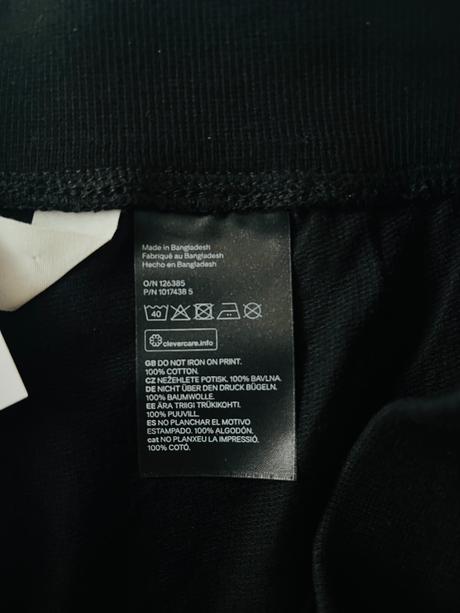 Made in Bangladesh
Fabriqué au Bangladesh
Hecho en Bangladesh
O/N 126385
P/N 1017438 5
40
clevercare.info
GB DO NOT IRON ON PRINT.
100% COTTON.
CZ NEŽEHLETE POTISK. 100% BAVLNA.
DE NICHT ÜBER DEN DRUCK BÜGELN.
100% BAUMWOLLE.
EE ÄRA TRIIGI TRÜKIKOHTI.
100% PUUVILL.
ES NO PLANCHAR EL MOTIVO
ESTAMPADO. 100% ALGODÓN.
cat NO PLANXEU LA IMPRESSIÓ.
100% COTÓ.